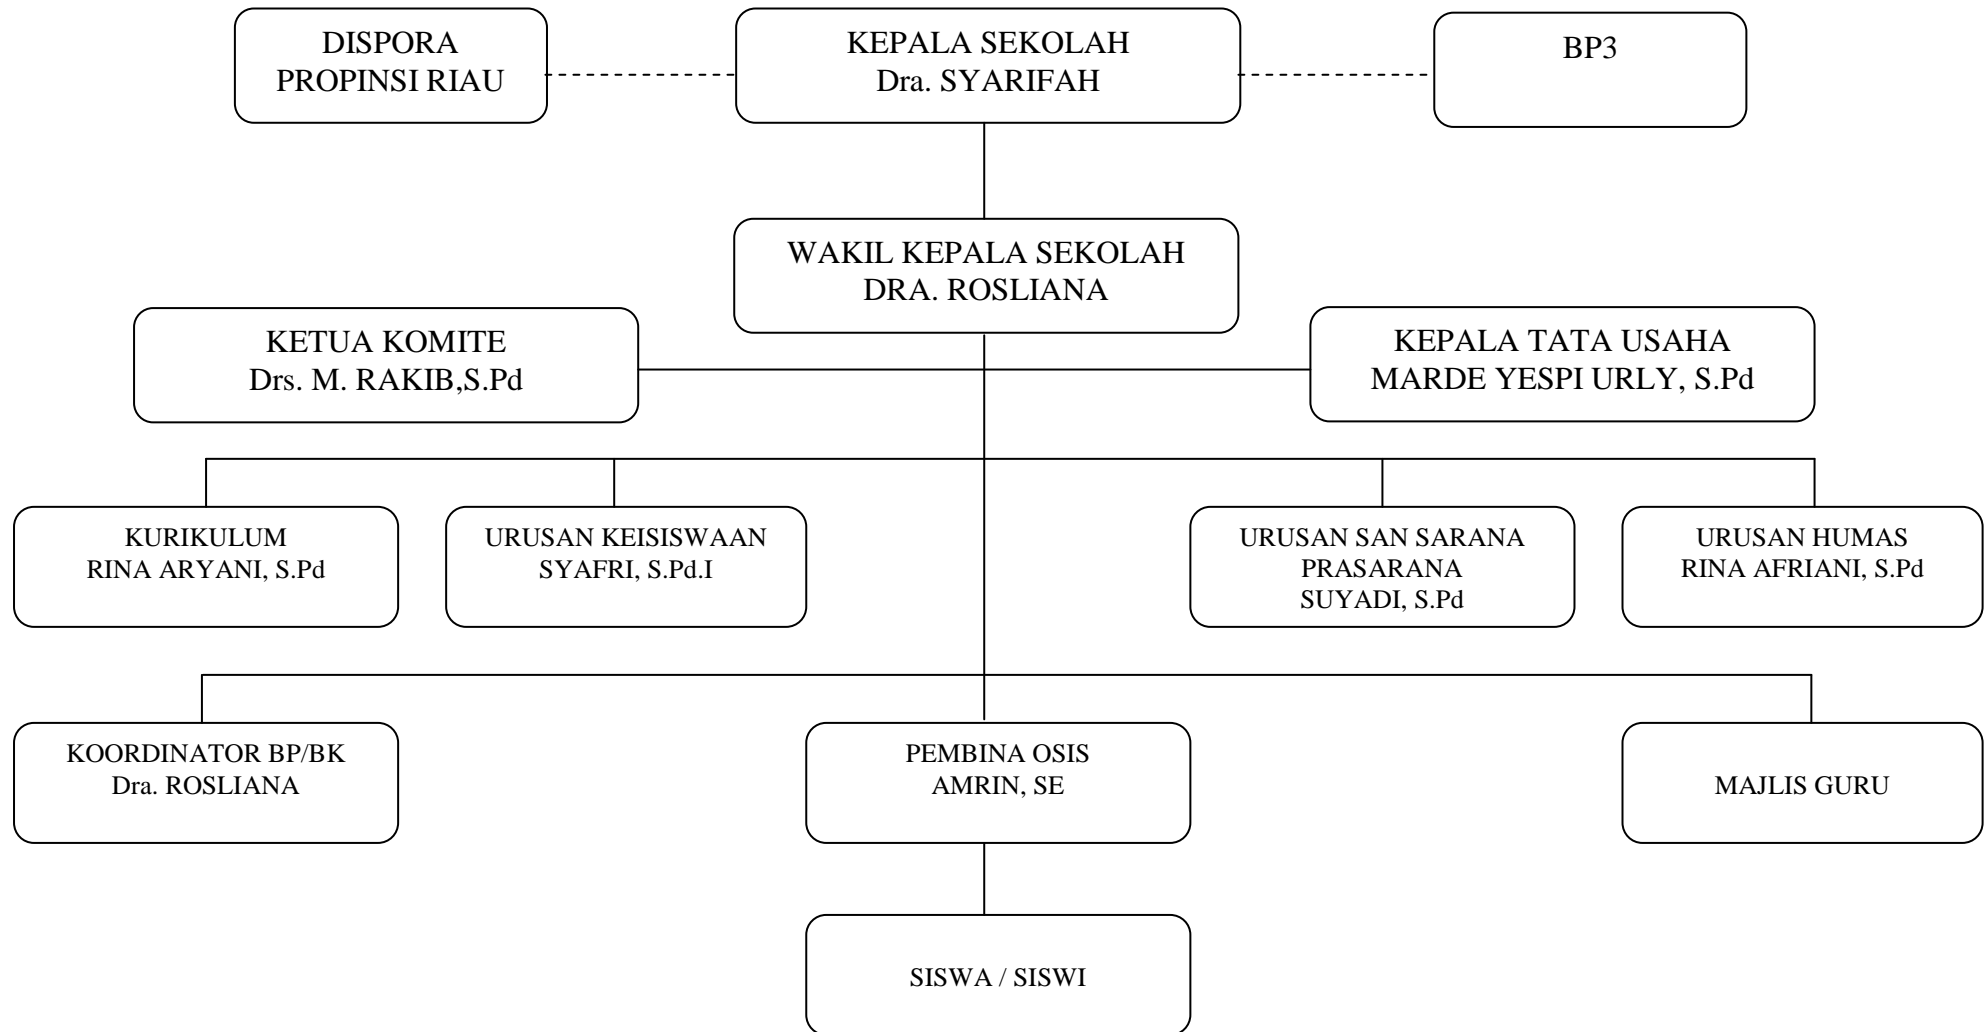 DISPORA
PROPINSI RIAU
KEPALA SEKOLAH
Dra. SYARIFAH
BP3
WAKIL KEPALA SEKOLAH
DRA. ROSLIANA
KETUA KOMITE
Drs. M. RAKIB,S.Pd
KEPALA TATA USAHA
MARDE YESPI URLY, S.Pd
KURIKULUM
RINA ARYANI, S.Pd
URUSAN KEISISWAAN
SYAFRI, S.Pd.I
URUSAN SAN SARANA
PRASARANA
SUYADI, S.Pd
URUSAN HUMAS
RINA AFRIANI, S.Pd
KOORDINATOR BP/BK
Dra. ROSLIANA
PEMBINA OSIS
AMRIN, SE
MAJLIS GURU
SISWA / SISWI